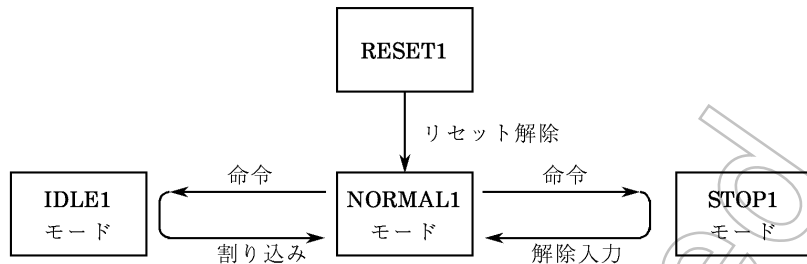 RESET1
リセット解除
命令
命令
IDLE1
モード
NORMAL1
モード
STOP1
モード
割り込み
解除入力